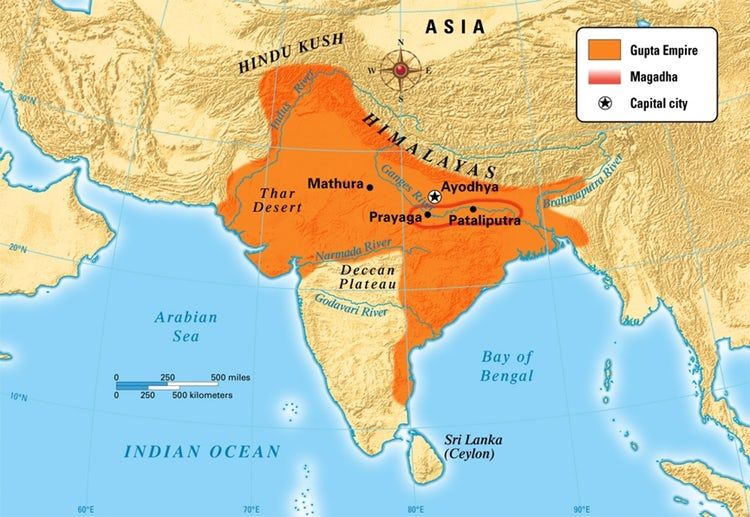 ASIA
HINDU KUSH
N
W
E
S
Gupta Empire
Magadha
Capital city
30°N
Indus River
HIMALAYAS
Mathura
Ganges River
Ayodhya
Brahmaputra River
Thar
Desert
Prayaga
Pataliputra
20°N
Narmada River
Deccan
Plateau
Godavari River
Arabian
Sea
Bay of
Bengal
0 250 500 miles
0 250 500 kilometers
10°N
Sri Lanka
(Ceylon)
INDIAN OCEAN
60°E
70°E
80°E
90°E